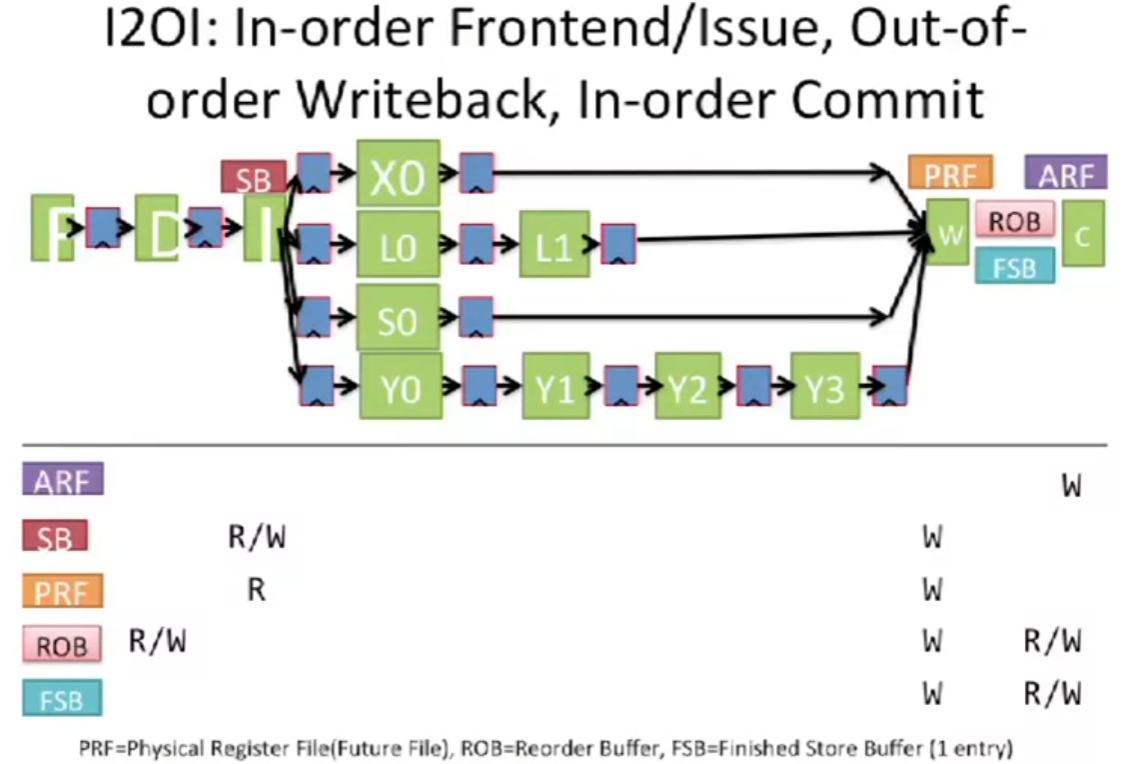 I2OI: In-order Frontend/Issue, Out-of-
order Writeback, In-order Commit
SB X0 PRF ARF
F D I L0 L1 W ROB C
FSB
S0
Y0 Y1 Y2 Y3
ARF W
SB R/W W
PRF R W
ROB R/W W R/W
FSB W R/W
PRF=Physical Register File(Future File), ROB=Reorder Buffer, FSB=Finished Store Buffer (1 entry)